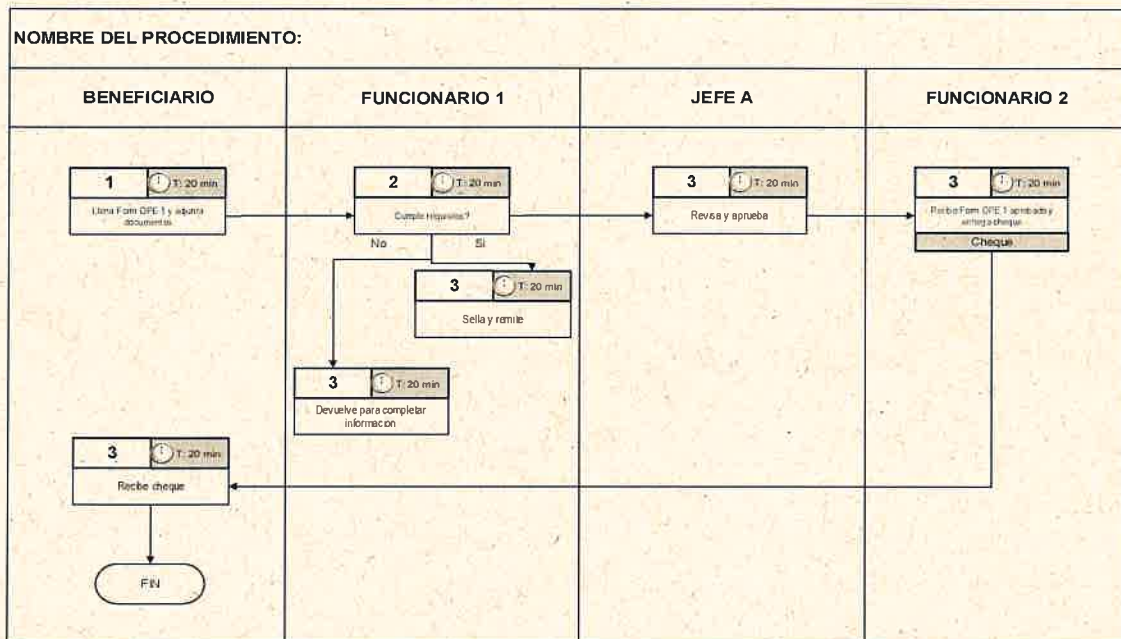 NOMBRE DEL PROCEDIMIENTO:
BENEFICIARIO
FUNCIONARIO 1
JEFE A
FUNCIONARIO 2
1
T: 20 min
Llena Form OPE 1 y adjunta
documentos
2
T: 20 min
Cumple requisitos?
3
T: 20 min
Revisa y aprueba
3
T: 20 min
Recibe Form OPE 1 aprobado y
entrega cheque
Cheque
No
Si
3
T: 20 min
Sella y remite
3
T: 20 min
Devuelve para completar
informacion
3
T: 20 min
Recibe cheque
FIN